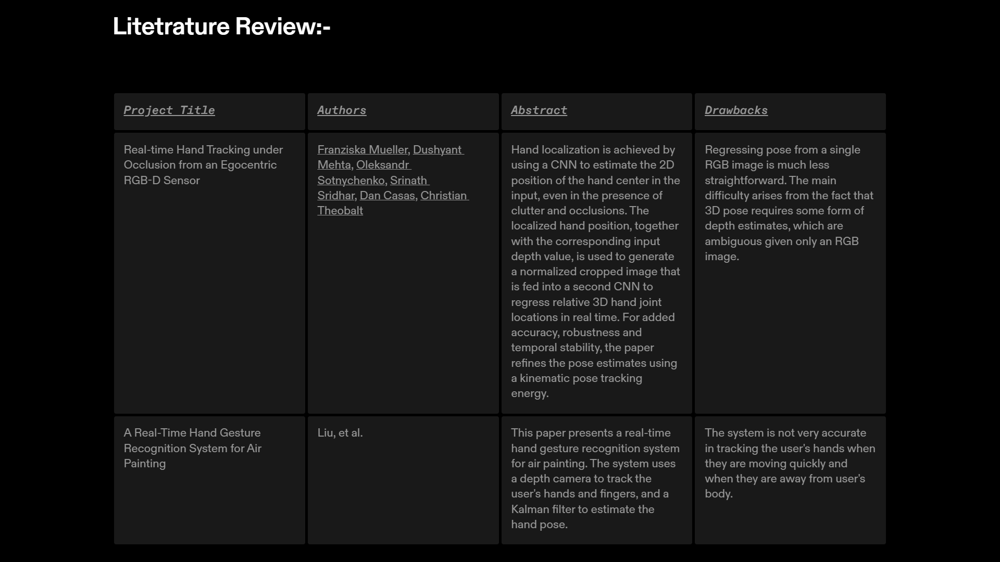 Litetrature Review:-
Project Title
Authors
Abstract
Drawbacks
Real-time Hand Tracking under
Occlusion from an Egocentric
RGB-D Sensor
Franziska Mueller, Dushyant
Mehta, Oleksandr
Sotnychenko, Srinath
Sridhar, Dan Casas, Christian
Theobalt
Hand localization is achieved by
using a CNN to estimate the 2D
position of the hand center in the
input, even in the presence of
clutter and occlusions. The
localized hand position, together
with the corresponding input
depth value, is used to generate
a normalized cropped image that
is fed into a second CNN to
regress relative 3D hand joint
locations in real time. For added
accuracy, robustness and
temporal stability, the paper
refines the pose estimates using
a kinematic pose tracking
energy.
Regressing pose from a single
RGB image is much less
straightforward. The main
difficulty arises from the fact that
3D pose requires some form of
depth estimates, which are
ambiguous given only an RGB
image.
A Real-Time Hand Gesture
Recognition System for Air
Painting
Liu, et al.
This paper presents a real-time
hand gesture recognition system
for air painting. The system uses
a depth camera to track the
user's hands and fingers, and a
Kalman filter to estimate the
hand pose.
The system is not very accurate
in tracking the user's hands when
they are moving quickly and
when they are away from user's
body.